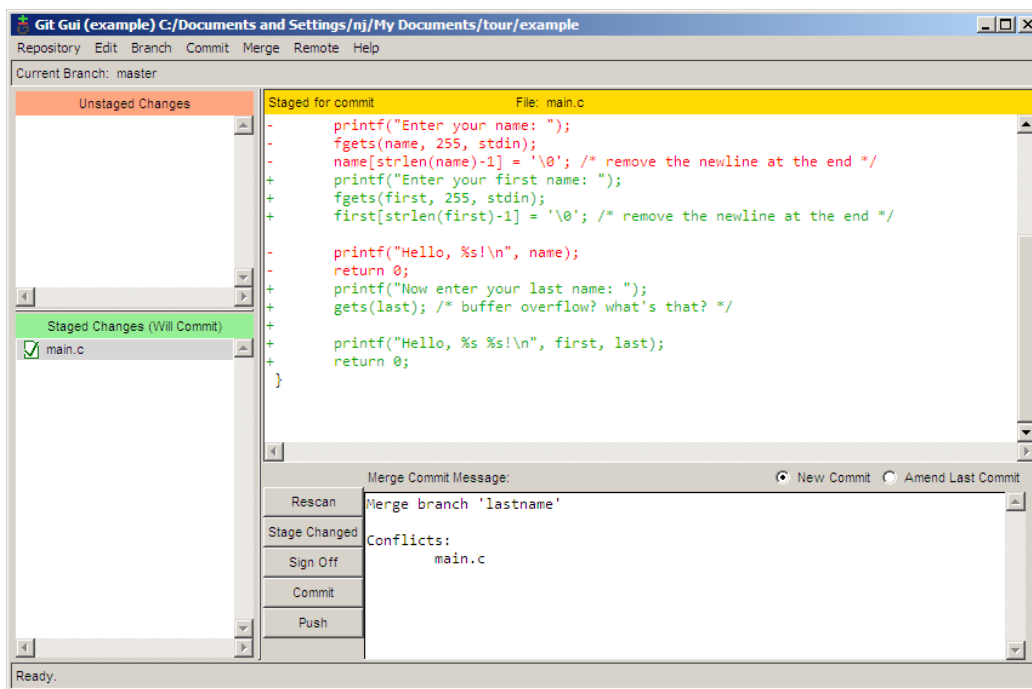 Git Gui (example) C:/Documents and Settings/nj/My Documents/tour/example
Repository Edit Branch Commit Merge Remote Help
Current Branch: master
Unstaged Changes
Staged Changes (Will Commit)
main.c
Staged for commit File: main.c
- printf("Enter your name: ");
- fgets(name, 255, stdin);
- name[strlen(name)-1] = '\0'; /* remove the newline at the end */
+ printf("Enter your first name: ");
+ fgets(first, 255, stdin);
+ first[strlen(first)-1] = '\0'; /* remove the newline at the end */
- printf("Hello, %s!\n", name);
- return 0;
+ printf("Now enter your last name: ");
+ gets(last); /* buffer overflow? what's that? */
+
+ printf("Hello, %s %s!\n", first, last);
+ return 0;
}
Merge Commit Message: New Commit Amend Last Commit
Rescan
Stage Changed
Sign Off
Commit
Push
Merge branch 'lastname'
Conflicts:
main.c
Ready.